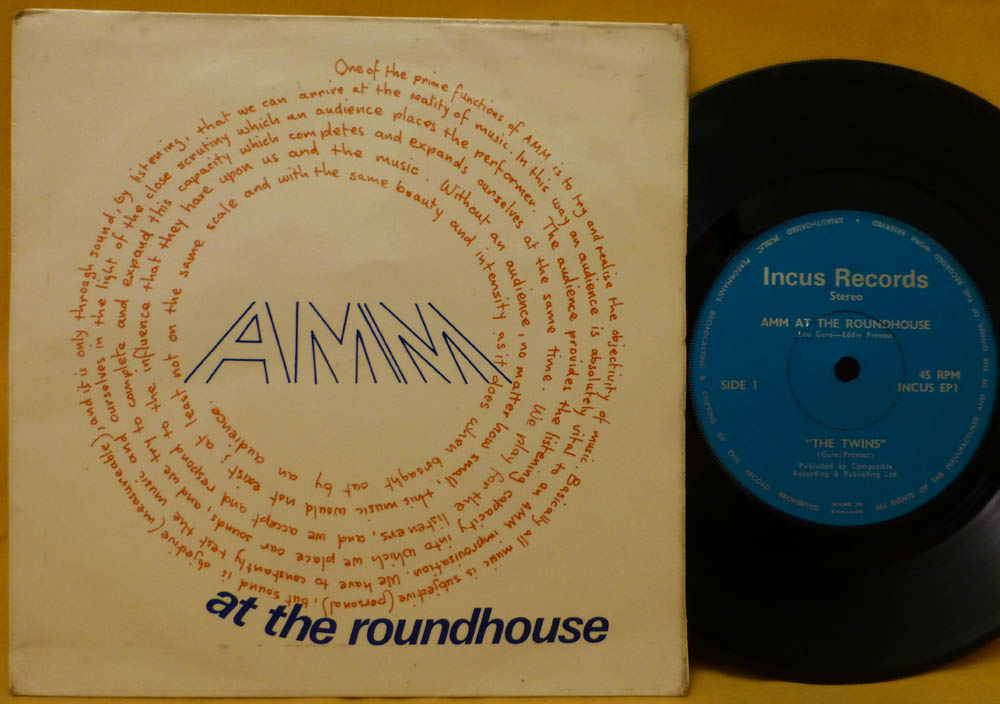 One of the prime functions of AMM is to try and realise the objectivity of music. Basically all music is subjective (personal), but sound is objective (measureable), and it is only through sound, by listening, that we can arrive at the reality of music. In this way an audience is absolutely vital to an AMM improvisation. We have to constantly test the music and ourselves in the light of the close scrutiny which an audience places the performer. The audience provides the listening capacity into which we place our sounds, and we try to complete and expand this capacity which completes and expands ourselves at the same time. We play for the listeners, and we accept and respond to the influence that they have upon us and the music. Without an audience, no matter how small, this music would not exist; at least not on the same scale and with the same beauty and intensity as it does when brought out by an audience.
AMM
at the roundhouse
Incus Records
Stereo
AMM AT THE ROUNDHOUSE
Lou Gare—Eddie Prévost
SIDE 1
45 RPM
INCUS EP1
"THE TWINS"
(Gare/Prévost)
Published by Compatible
Recording & Publishing Ltd.
MADE IN
ENGLAND
ALL RIGHTS OF THE MANUFACTURER AND OF THE OWNER OF THE RECORDED WORK RESERVED • UNAUTHORISED PUBLIC PERFORMANCE BROADCASTING & COPYING OF THE RECORD PROHIBITED